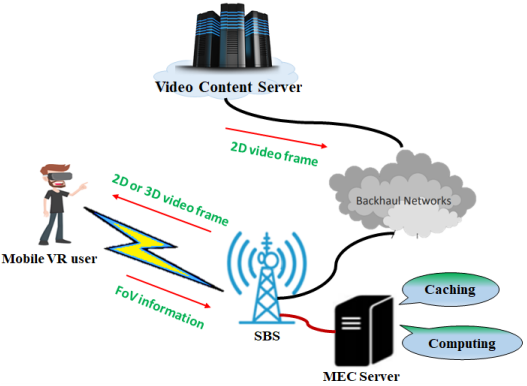 Video Content Server
2D video frame
Backhaul Networks
2D or 3D video frame
Mobile VR user
FoV information
SBS
Caching
Computing
MEC Server